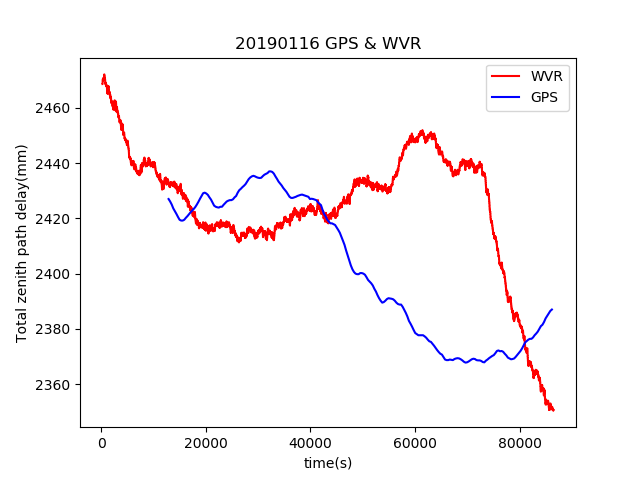 20190116 GPS & WVR
WVR
GPS
Total zenith path delay(mm)
2460
2440
2420
2400
2380
2360
0 20000 40000 60000 80000
time(s)